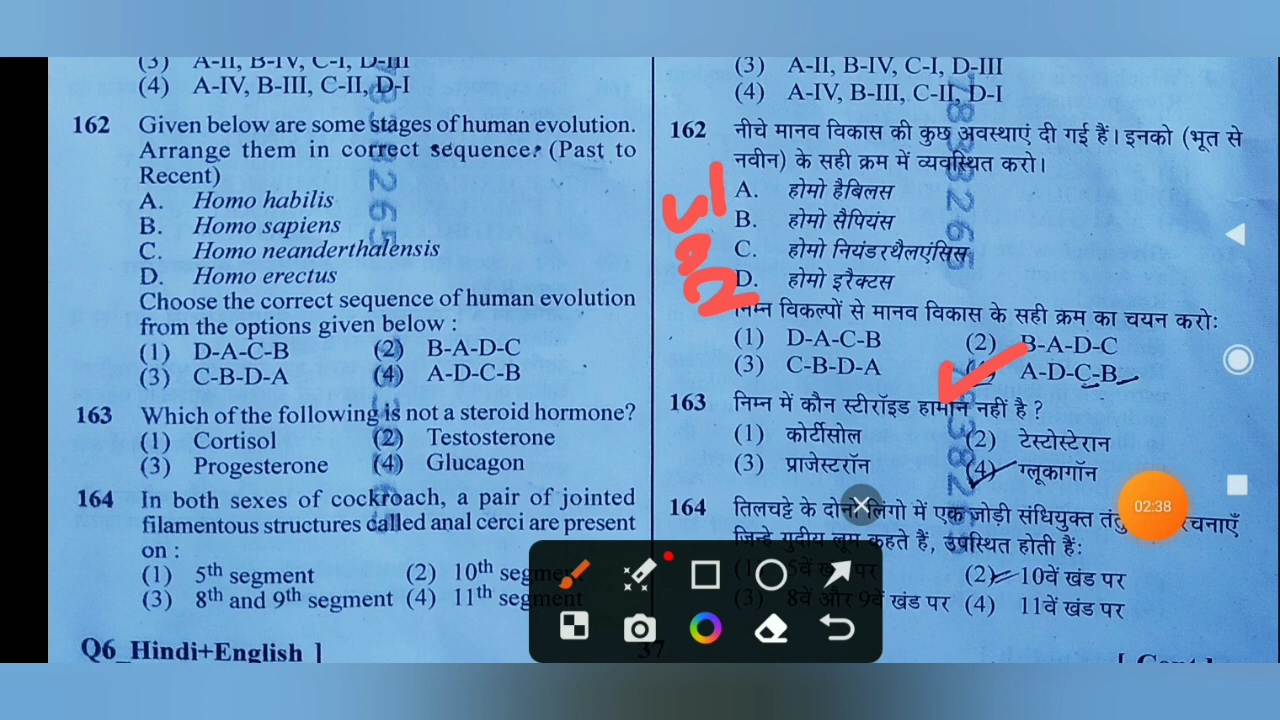 (3) A-II, B-IV, C-I, D-III
(4) A-IV, B-III, C-II, D-I
162 Given below are some stages of human evolution.
Arrange them in correct sequence. (Past to
Recent)
A. Homo habilis
B. Homo sapiens
C. Homo neanderthalensis
D. Homo erectus
Choose the correct sequence of human evolution
from the options given below :
(1) D-A-C-B (2) B-A-D-C
(3) C-B-D-A (4) A-D-C-B
163 Which of the following is not a steroid hormone?
(1) Cortisol (2) Testosterone
(3) Progesterone (4) Glucagon
164 In both sexes of cockroach, a pair of jointed
filamentous structures called anal cerci are present
on :
(1) 5th segment (2) 10th segment
(3) 8th and 9th segment (4) 11th segment
Q6_Hindi+English ]
37
(3) A-II, B-IV, C-I, D-III
(4) A-IV, B-III, C-II, D-I
162 नीचे मानव विकास की कुछ अवस्थाएं दी गई हैं। इनको (भूत से
नवीन) के सही क्रम में व्यवस्थित करो।
A. होमो हैबिलस
B. होमो सैपियंस
C. होमो नियंडरथैलएंसिस
D. होमो इरैक्टस
निम्न विकल्पों से मानव विकास के सही क्रम का चयन करोः
(1) D-A-C-B (2) B-A-D-C
(3) C-B-D-A A-D-C-B
163 निम्न में कौन स्टीरॉइड हार्मोन नहीं है ?
(1) कोर्टीसोल (2) टेस्टोस्टेरान
(3) प्राजेस्टरॉन (4) ग्लूकागॉन
164 तिलचट्टे के दोनों लिंगो में एक जोड़ी संधियुक्त
जिन्हे गुदीय लूम कहते हैं, उपस्थित होती हैः
(2) 10वें खंड पर
(3) 8वें और 9वें खंड पर (4) 11वें खंड पर
02:38